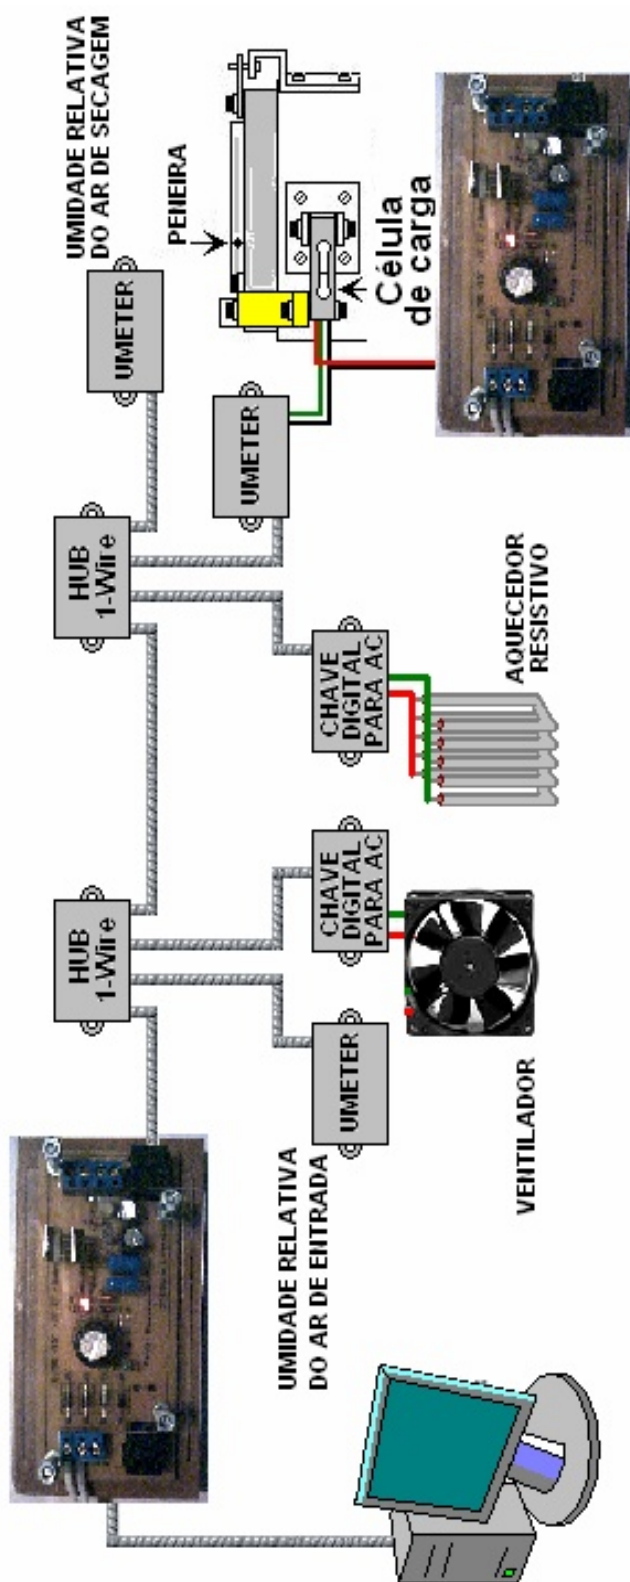 UMIDADE RELATIVA
DO AR DE SECAGEM
PENEIRA
UMETER
HUB
1-Wire
UMETER
Célula
de carga
CHAVE
DIGITAL
PARA AC
AQUECEDOR
RESISTIVO
HUB
1-Wire
CHAVE
DIGITAL
PARA AC
UMETER
VENTILADOR
UMIDADE RELATIVA
DO AR DE ENTRADA